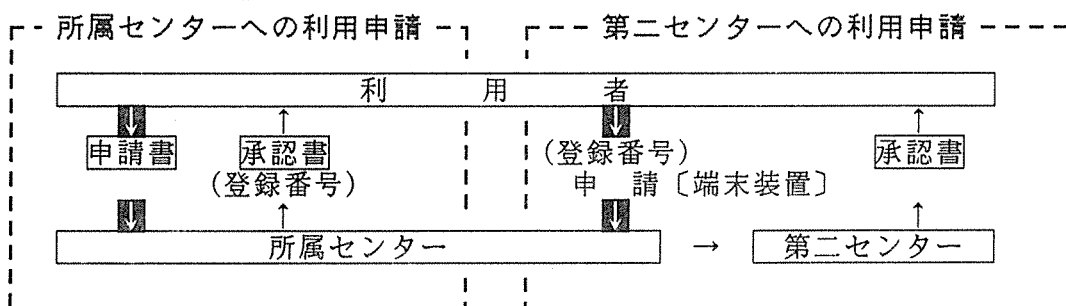 所属センターへの利用申請 第二センターへの利用申請
利用者
申請書 承認書 (登録番号) 承認書
(登録番号) 申請〔端末装置〕
所属センター → 第二センター